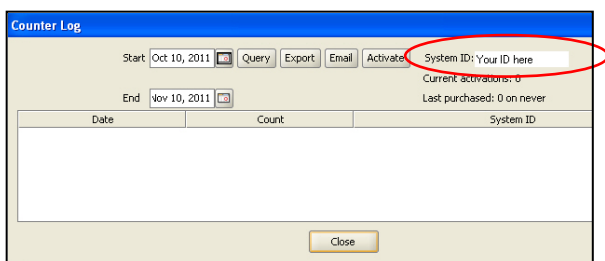 Counter Log
Start Oct 10, 2011 Query Export Email Activate System ID: Your ID here
Current activations: 0
End Nov 10, 2011 Last purchased: 0 on never
Date Count System ID
Close